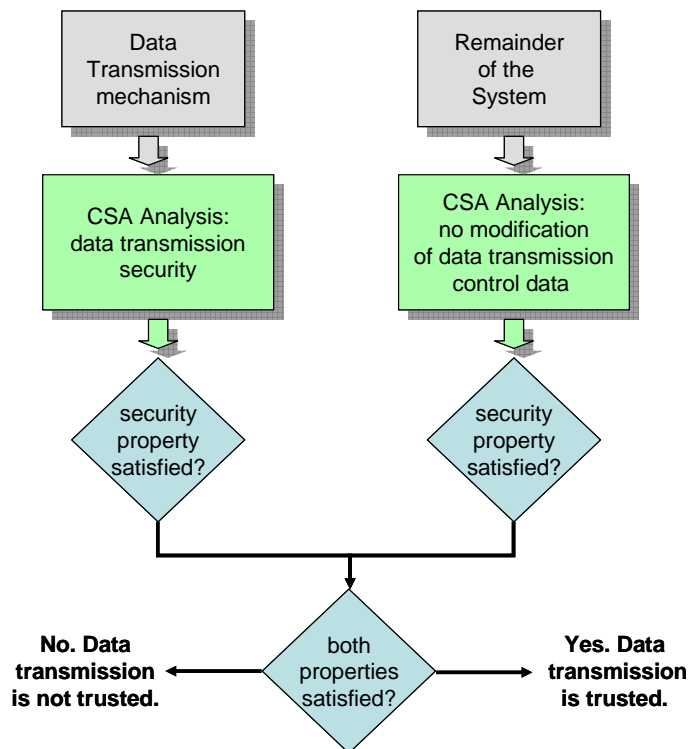 Data
Transmission
mechanism
Remainder
of the
System
CSA Analysis:
data transmission
security
CSA Analysis:
no modification
of data transmission
control data
security
property
satisfied?
security
property
satisfied?
No. Data
transmission
is not trusted.
both
properties
satisfied?
Yes. Data
transmission
is trusted.